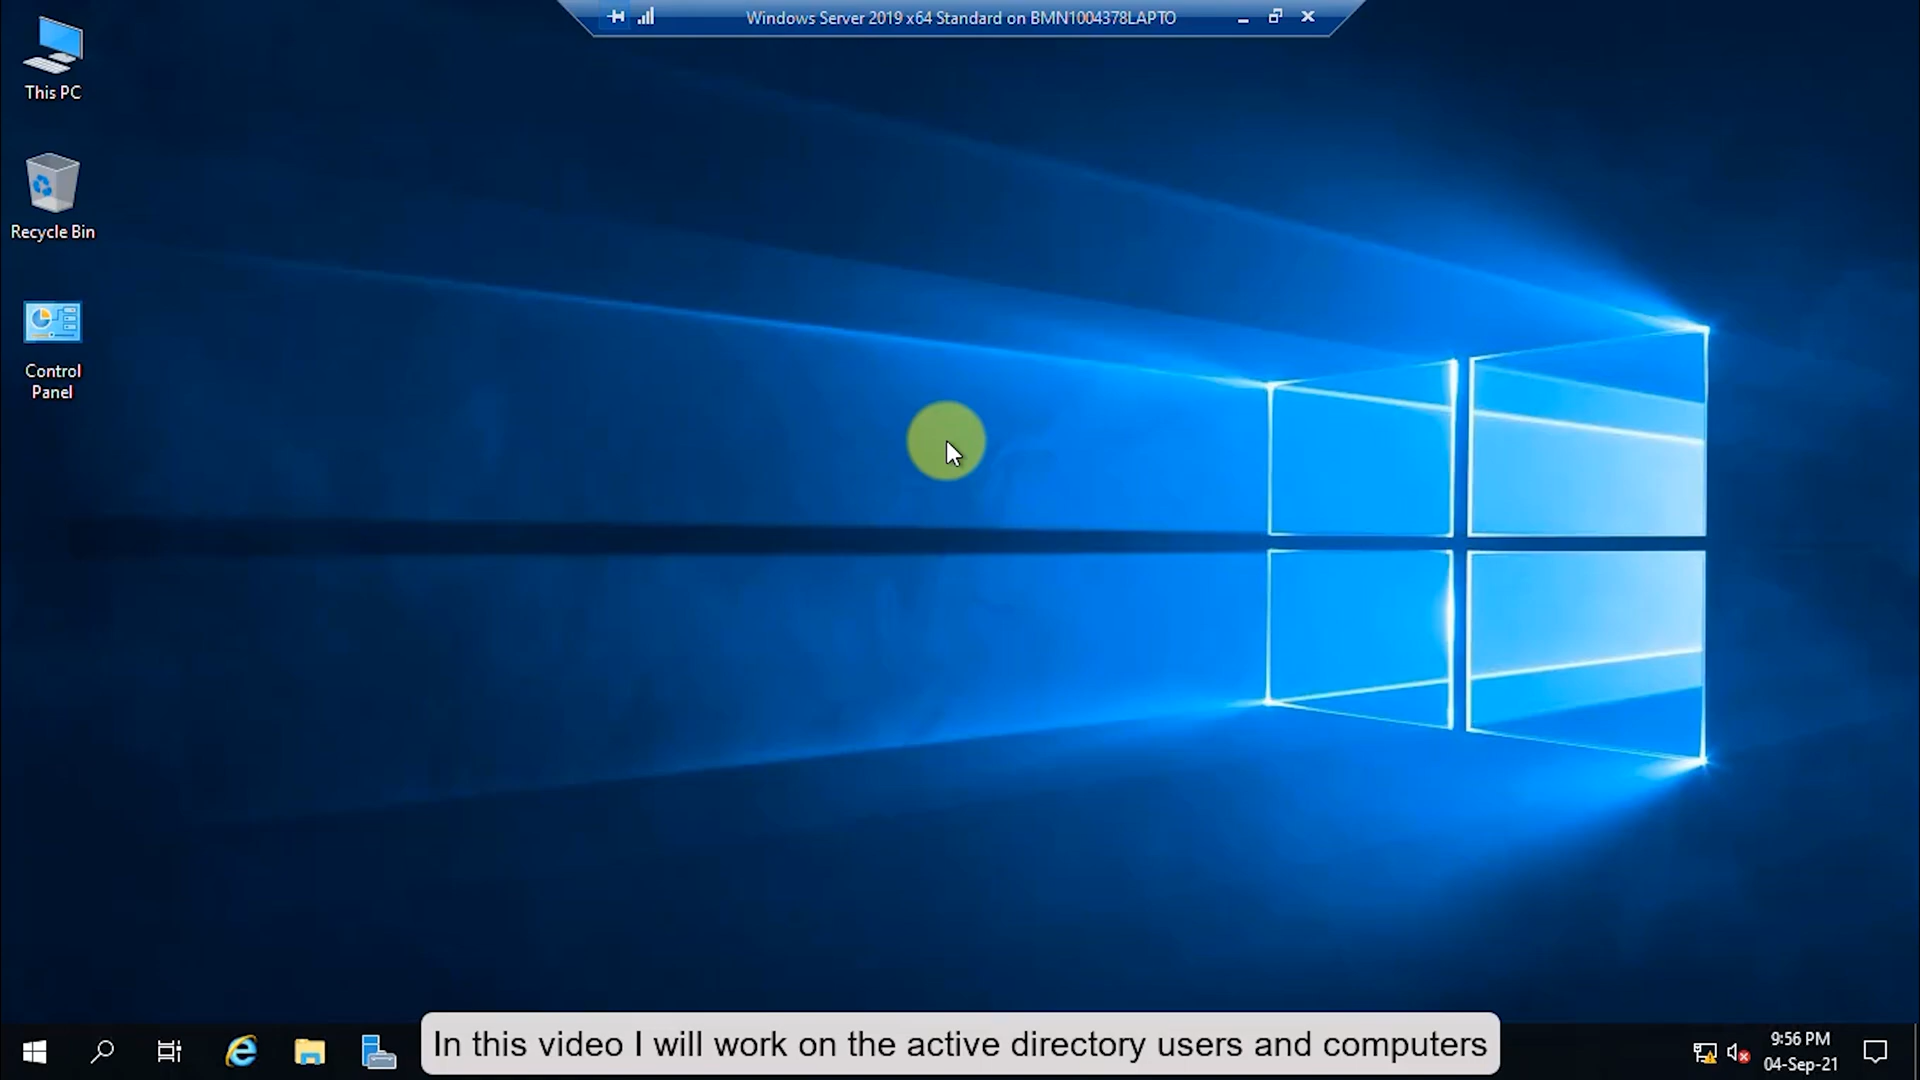 Windows Server 2019 x64 Standard on BMN1004378LAPTO
This PC
Recycle Bin
Control
Panel
In this video I will work on the active directory users and computers
9:56 PM
04-Sep-21